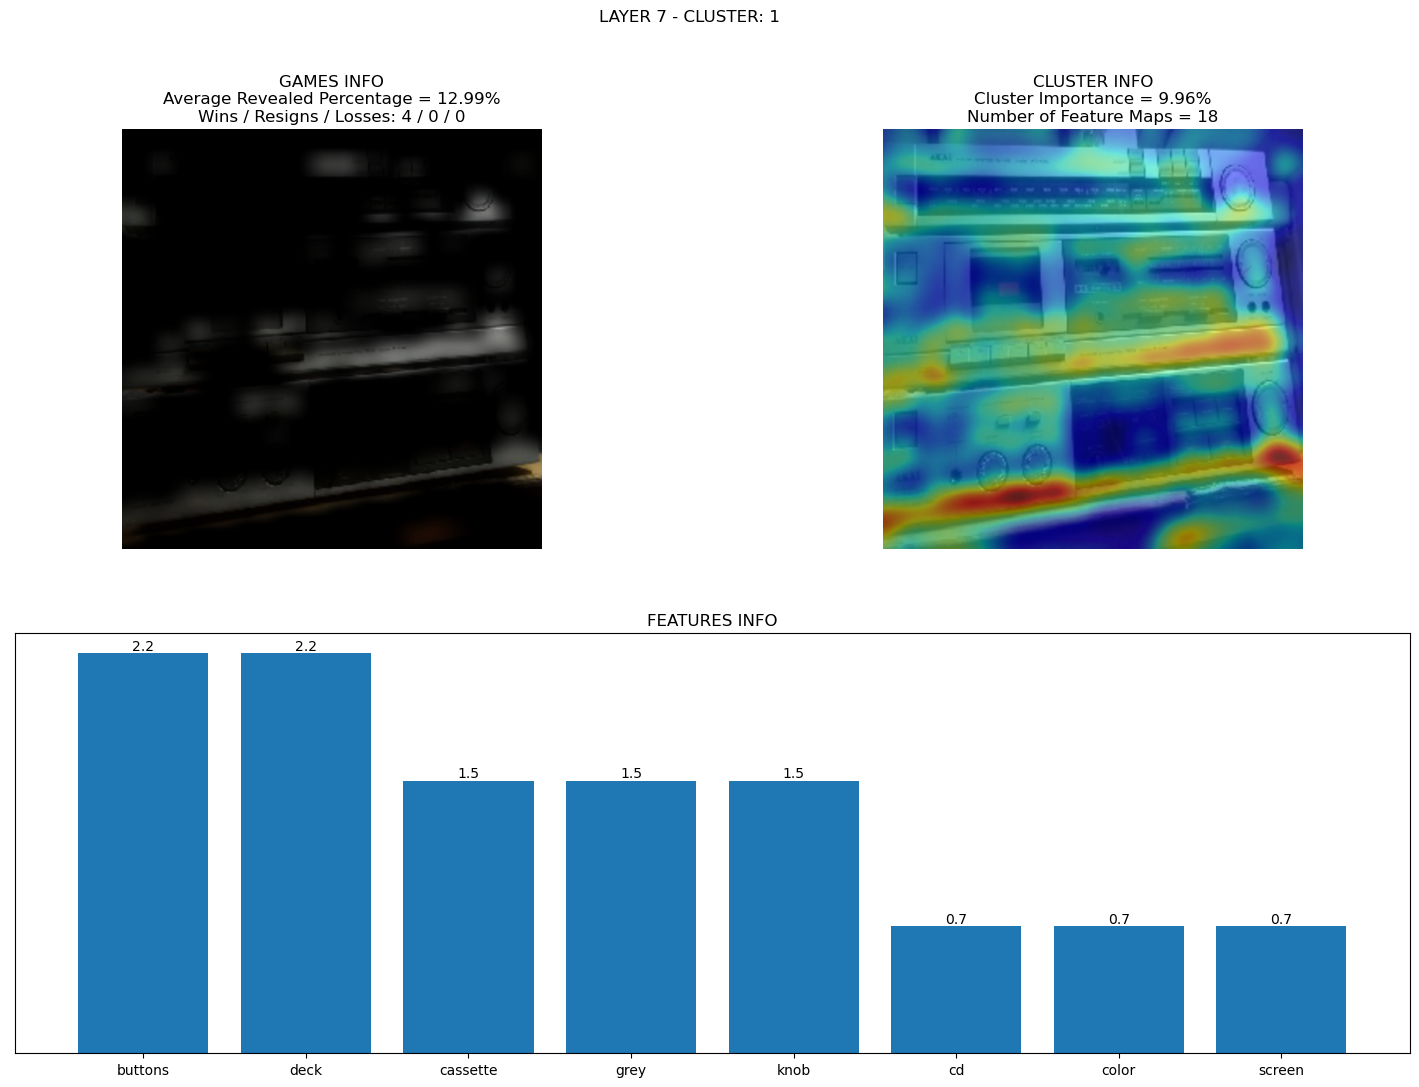 LAYER 7 - CLUSTER: 1
GAMES INFO
Average Revealed Percentage = 12.99%
Wins / Resigns / Losses: 4 / 0 / 0
CLUSTER INFO
Cluster Importance = 9.96%
Number of Feature Maps = 18
AKAI
FEATURES INFO
2.2
2.2
1.5
1.5
1.5
0.7
0.7
0.7
buttons
deck
cassette
grey
knob
cd
color
screen